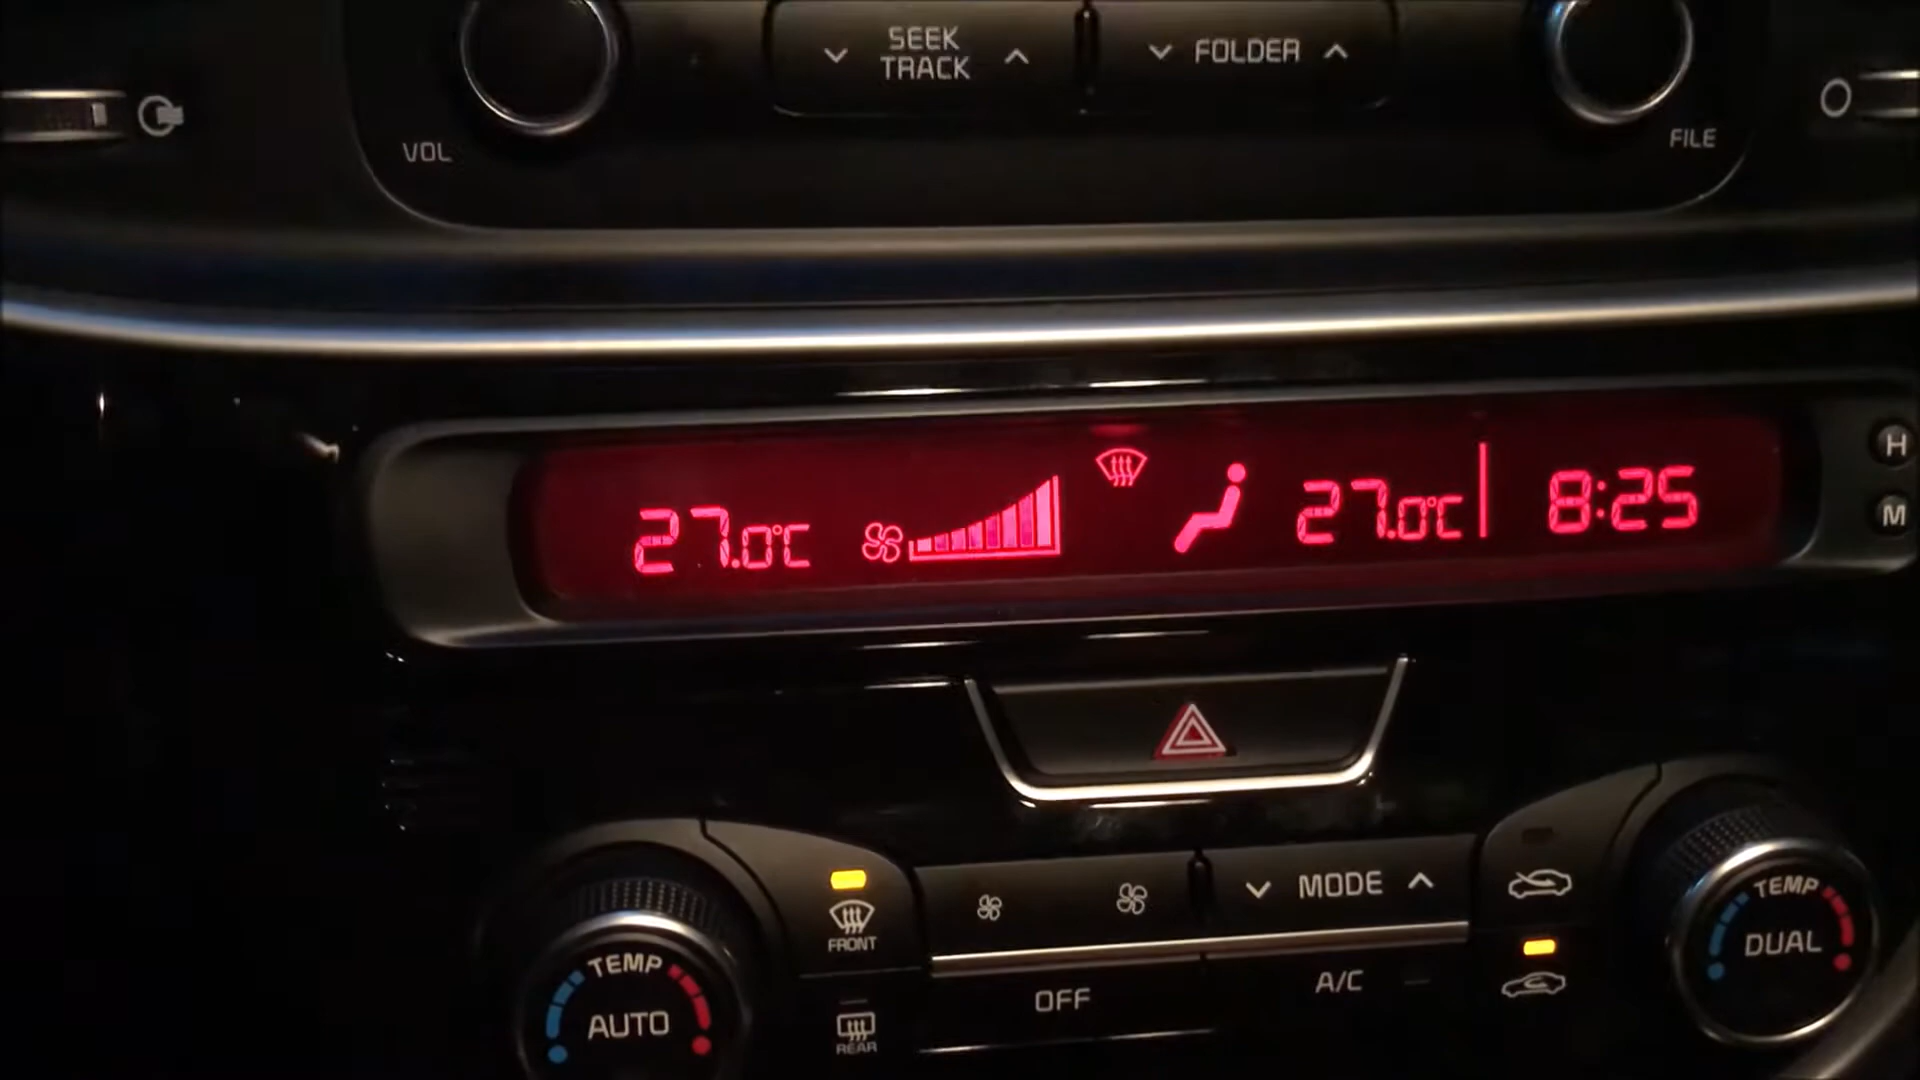 SEEK
TRACK
FOLDER
VOL
FILE
27.0°C
27.0°C
8:25
H
M
TEMP
AUTO
FRONT
REAR
MODE
OFF
A/C
TEMP
DUAL